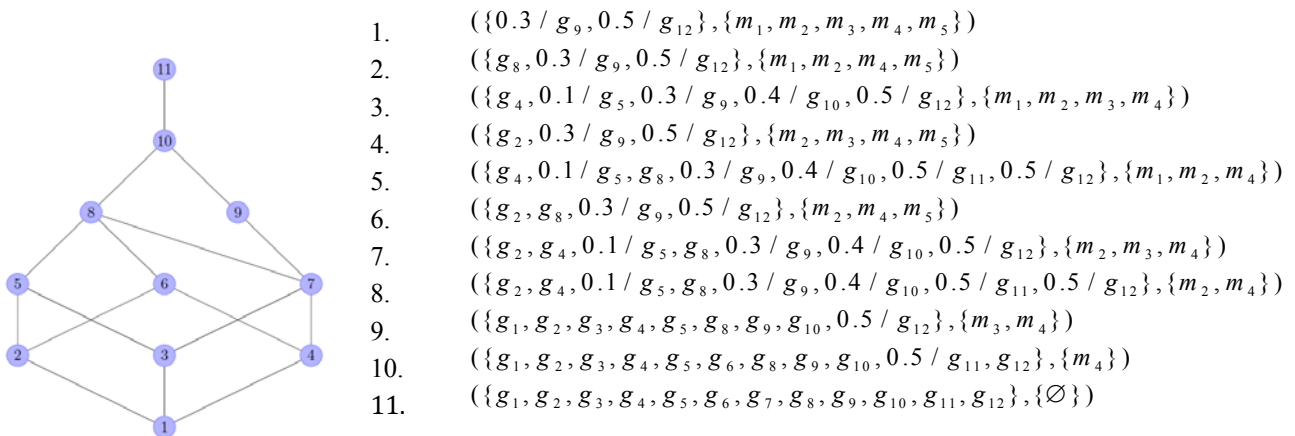 11
10
8 9
5 6 7
2 3 4
1
1. ({0.3 / g₉, 0.5 / g₁₂}, {m₁, m₂, m₃, m₄, m₅})
2. ({g₈, 0.3 / g₉, 0.5 / g₁₂}, {m₁, m₂, m₄, m₅})
3. ({g₄, 0.1 / g₅, 0.3 / g₉, 0.4 / g₁₀, 0.5 / g₁₂}, {m₁, m₂, m₃, m₄})
4. ({g₂, 0.3 / g₉, 0.5 / g₁₂}, {m₂, m₃, m₄, m₅})
5. ({g₄, 0.1 / g₅, g₈, 0.3 / g₉, 0.4 / g₁₀, 0.5 / g₁₁, 0.5 / g₁₂}, {m₁, m₂, m₄})
6. ({g₂, g₈, 0.3 / g₉, 0.5 / g₁₂}, {m₂, m₄, m₅})
7. ({g₂, g₄, 0.1 / g₅, g₈, 0.3 / g₉, 0.4 / g₁₀, 0.5 / g₁₂}, {m₂, m₃, m₄})
8. ({g₂, g₄, 0.1 / g₅, g₈, 0.3 / g₉, 0.4 / g₁₀, 0.5 / g₁₁, 0.5 / g₁₂}, {m₂, m₄})
9. ({g₁, g₂, g₃, g₄, g₅, g₈, g₉, g₁₀, 0.5 / g₁₂}, {m₃, m₄})
10. ({g₁, g₂, g₃, g₄, g₅, g₆, g₈, g₉, g₁₀, 0.5 / g₁₁, g₁₂}, {m₄})
11. ({g₁, g₂, g₃, g₄, g₅, g₆, g₇, g₈, g₉, g₁₀, g₁₁, g₁₂}, {∅})